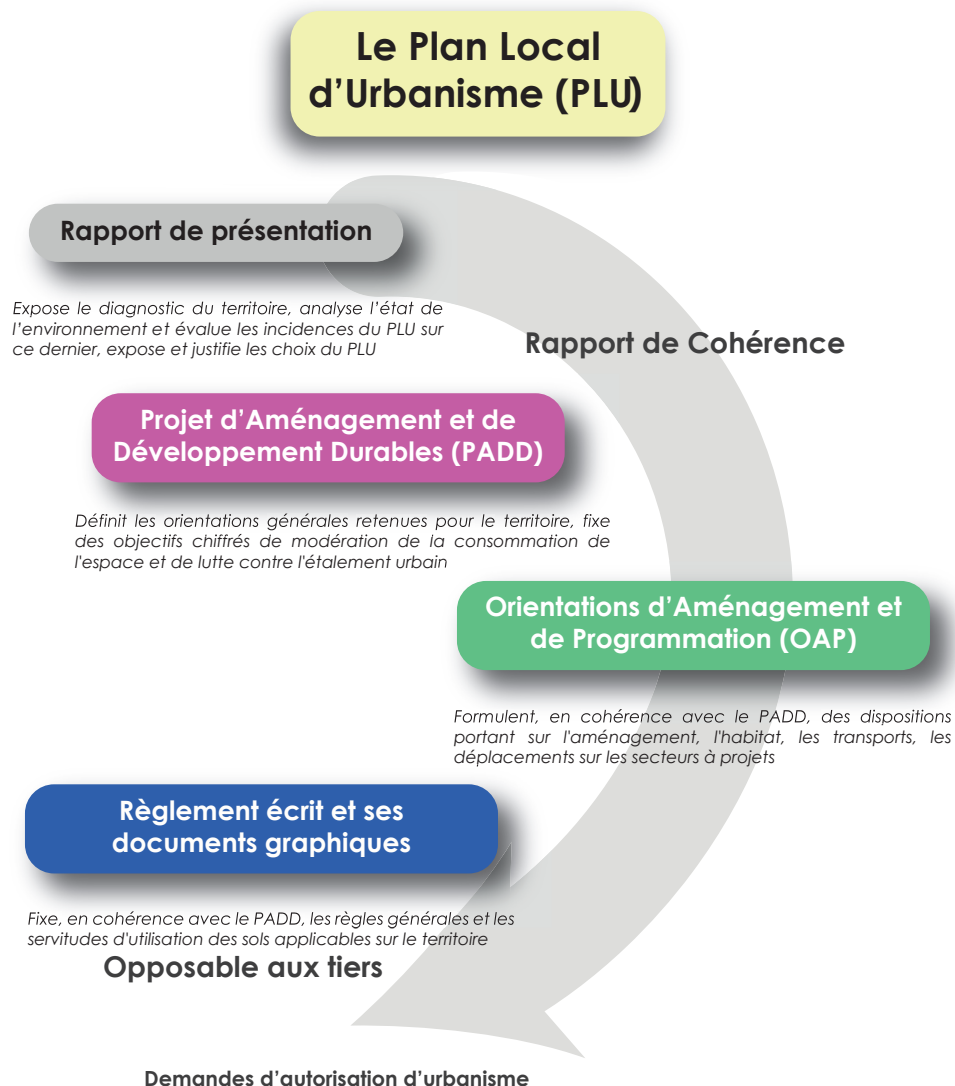 Le Plan Local
d’Urbanisme (PLU)
Rapport de présentation
Expose le diagnostic du territoire, analyse l’état de
l’environnement et évalue les incidences du PLU sur
ce dernier, expose et justifie les choix du PLU
Rapport de Cohérence
Projet d’Aménagement et de
Développement Durables (PADD)
Définit les orientations générales retenues pour le territoire, fixe
des objectifs chiffrés de modération de la consommation de
l'espace et de lutte contre l'étalement urbain
Orientations d’Aménagement et
de Programmation (OAP)
Formulent, en cohérence avec le PADD, des dispositions
portant sur l'aménagement, l'habitat, les transports, les
déplacements sur les secteurs à projets
Règlement écrit et ses
documents graphiques
Fixe, en cohérence avec le PADD, les règles générales et les
servitudes d'utilisation des sols applicables sur le territoire
Opposable aux tiers
Demandes d’autorisation d’urbanisme